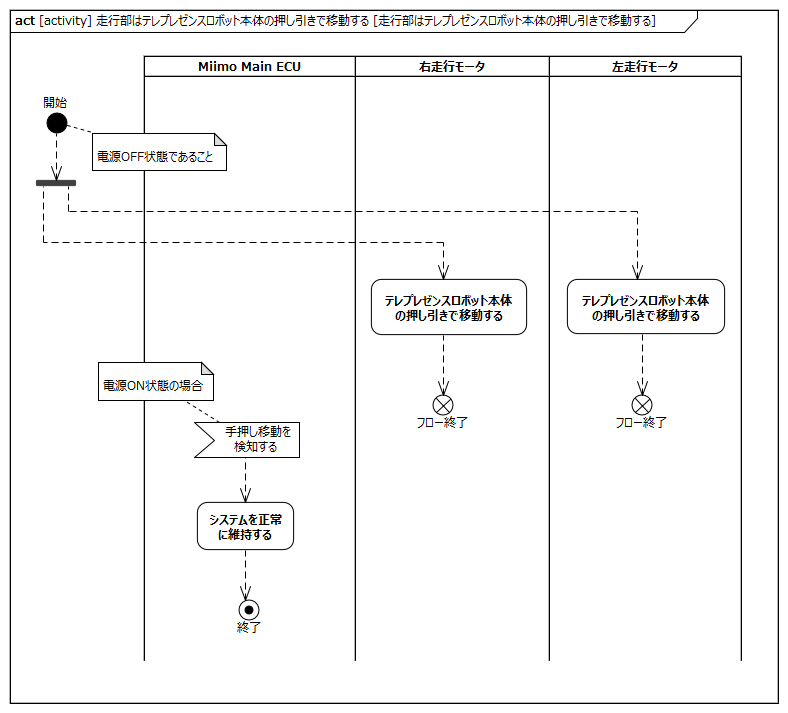 act [activity] 走行部はテレプレゼンスロボット本体の押し引きで移動する [走行部はテレプレゼンスロボット本体の押し引きで移動する]
Miimo Main ECU
右走行モータ
左走行モータ
開始
電源OFF状態であること
テレプレゼンスロボット本体
の押し引きで移動する
テレプレゼンスロボット本体
の押し引きで移動する
電源ON状態の場合
フロー終了
フロー終了
手押し移動を
検知する
システムを正常
に維持する
終了